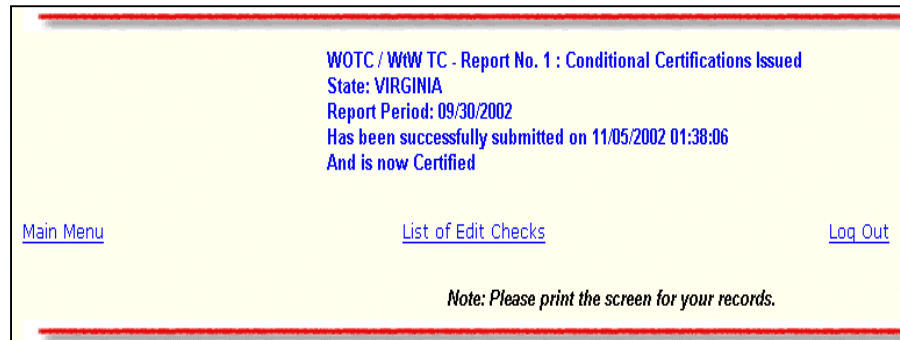 WOTC / WtW TC - Report No. 1 : Conditional Certifications Issued
State: VIRGINIA
Report Period: 09/30/2002
Has been successfully submitted on 11/05/2002 01:38:06
And is now Certified
Main Menu List of Edit Checks Log Out
Note: Please print the screen for your records.